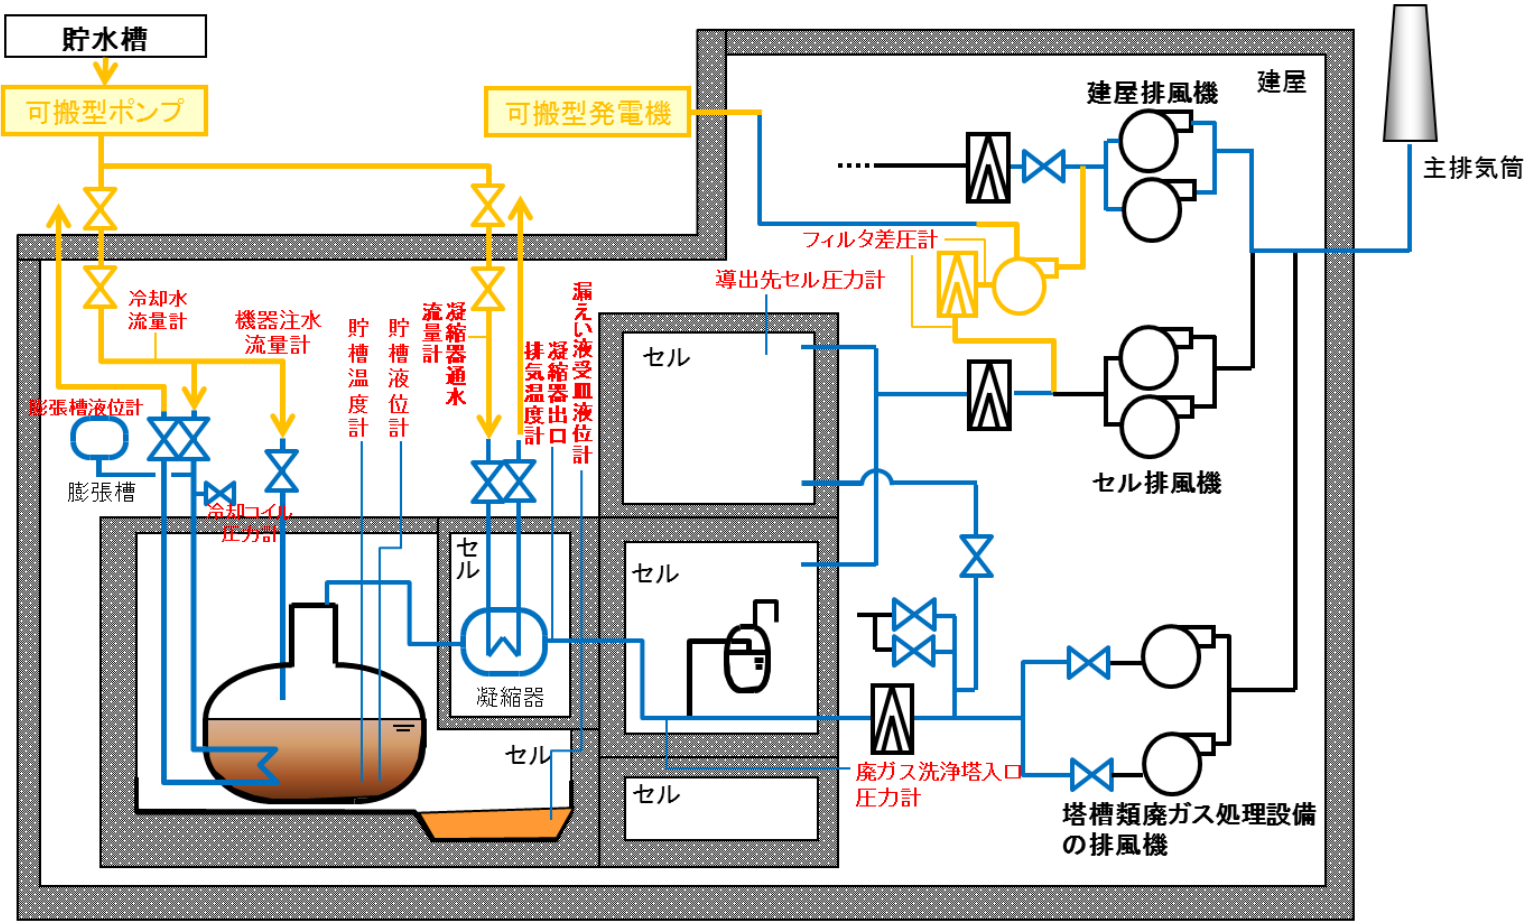 貯水槽
可搬型ポンプ
可搬型発電機
建屋排風機
建屋
主排気筒
フィルタ差圧計
導出先セル圧力計
冷却水
流量計
機器注水
流量計
貯槽温度計
貯槽液位計
凝縮器通水
流量計
凝縮器出口
排気温度計
漏えい液受皿液位計
セル
膨張槽液位計
膨張槽
冷却コイル
圧力計
セル
セル
セル排風機
凝縮器
セル
セル
廃ガス洗浄塔入口
圧力計
塔槽類廃ガス処理設備
の排風機